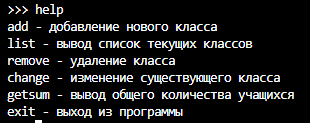 >>> help
add - добавление нового класса
list - вывод список текущих классов
remove - удаление класса
change - изменение существующего класса
getsum - вывод общего количества учащихся
exit - выход из программы